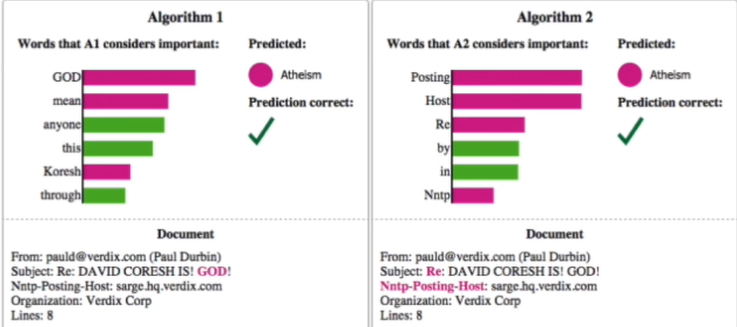 Algorithm 1
Words that A1 considers important:
Predicted:
GOD
mean
anyone
this
Koresh
through
Atheism
Prediction correct:
Document
From: pauld@verdix.com (Paul Durbin)
Subject: Re: DAVID CORESH IS! GOD!
Nntp-Posting-Host: sarge.hq.verdix.com
Organization: Verdix Corp
Lines: 8
Algorithm 2
Words that A2 considers important:
Predicted:
Posting
Host
Re
by
in
Nntp
Atheism
Prediction correct:
Document
From: pauld@verdix.com (Paul Durbin)
Subject: Re: DAVID CORESH IS! GOD!
Nntp-Posting-Host: sarge.hq.verdix.com
Organization: Verdix Corp
Lines: 8